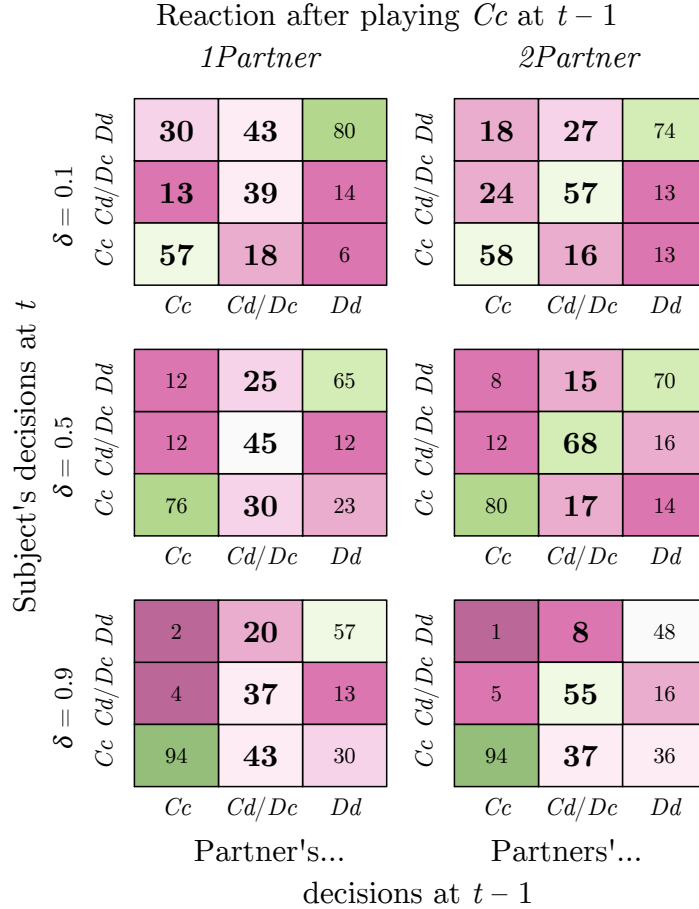 Reaction after playing Cc at t − 1
1Partner 2Partner
Subject's decisions at t
δ = 0.1
Dd 30 43 80 Dd 18 27 74
Cd/Dc 13 39 14 Cd/Dc 24 57 13
Cc 57 18 6 Cc 58 16 13
Cc Cd/Dc Dd Cc Cd/Dc Dd
δ = 0.5
Dd 12 25 65 Dd 8 15 70
Cd/Dc 12 45 12 Cd/Dc 12 68 16
Cc 76 30 23 Cc 80 17 14
Cc Cd/Dc Dd Cc Cd/Dc Dd
δ = 0.9
Dd 2 20 57 Dd 1 8 48
Cd/Dc 4 37 13 Cd/Dc 5 55 16
Cc 94 43 30 Cc 94 37 36
Cc Cd/Dc Dd Cc Cd/Dc Dd
Partner's... Partners'...
decisions at t − 1